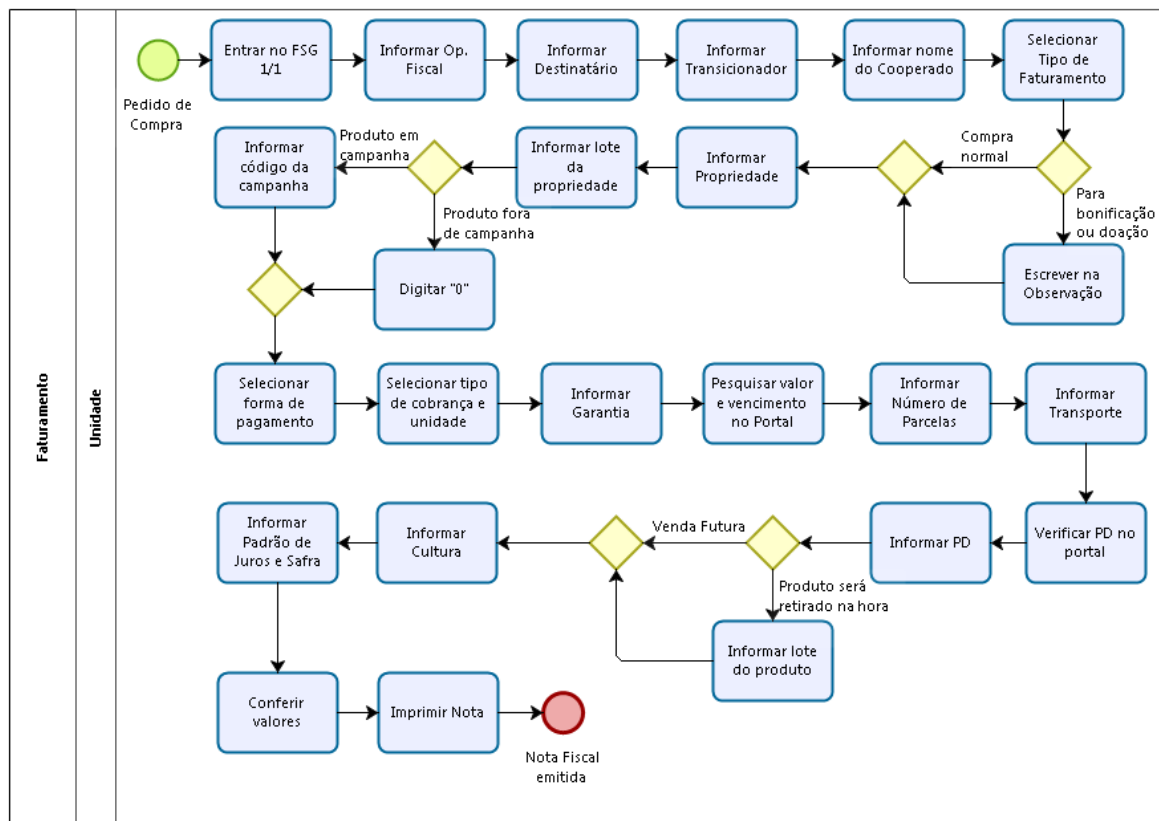 Faturamento
Unidade
Pedido de
Compra
Entrar no FSG
1/1
Informar Op.
Fiscal
Informar
Destinatário
Informar
Transicionador
Informar nome
do Cooperado
Selecionar
Tipo de
Faturamento
Compra
normal
Para
bonificação
ou doação
Escrever na
Observação
Informar
Propriedade
Informar lote
da
propriedade
Produto em
campanha
Produto fora
de campanha
Informar
código da
campanha
Digitar "0"
Selecionar
forma de
pagamento
Selecionar tipo
de cobrança e
unidade
Informar
Garantia
Pesquisar valor
e vencimento
no Portal
Informar
Número de
Parcelas
Informar
Transporte
Verificar PD no
portal
Informar PD
Venda Futura
Produto será
retirado na hora
Informar lote
do produto
Informar
Cultura
Informar
Padrão de
Juros e Safra
Conferir
valores
Imprimir Nota
Nota Fiscal
emitida